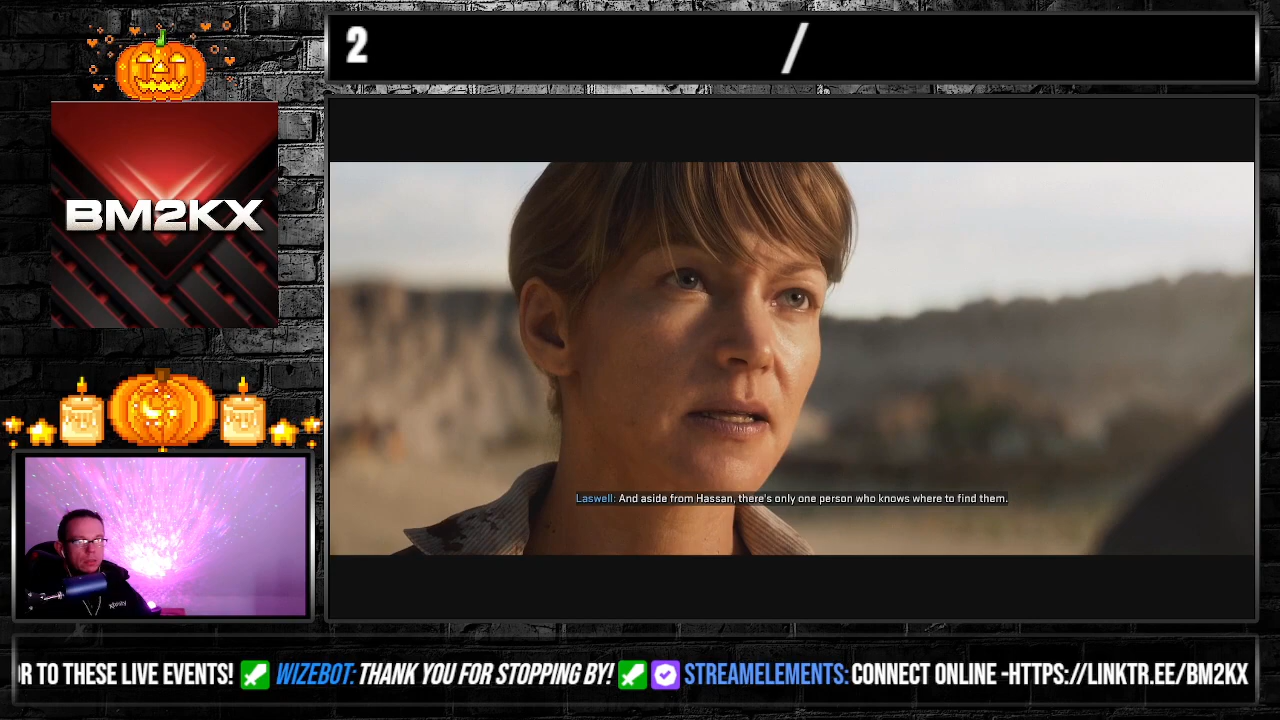 2 /
BM2KX
Laswell: And aside from Hassan, there's only one person who knows where to find them.
Xfinity
R TO THESE LIVE EVENTS! WIZEBOT: THANK YOU FOR STOPPING BY! STREAMELEMENTS: CONNECT ONLINE -HTTPS://LINKTR.EE/BM2KX